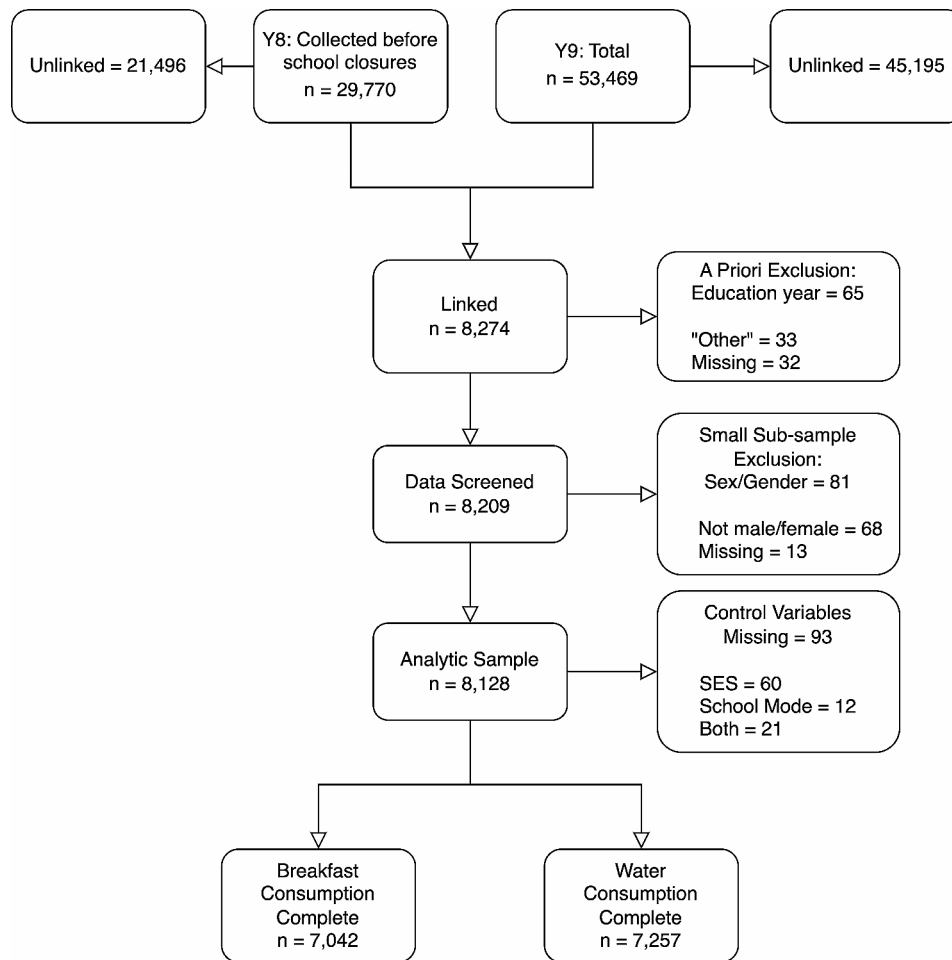 Unlinked = 21,496
Y8: Collected before
school closures
n = 29,770
Y9: Total
n = 53,469
Unlinked = 45,195
Linked
n = 8,274
A Priori Exclusion:
Education year = 65
"Other" = 33
Missing = 32
Data Screened
n = 8,209
Small Sub-sample
Exclusion:
Sex/Gender = 81
Not male/female = 68
Missing = 13
Analytic Sample
n = 8,128
Control Variables
Missing = 93
SES = 60
School Mode = 12
Both = 21
Breakfast
Consumption
Complete
n = 7,042
Water
Consumption
Complete
n = 7,257